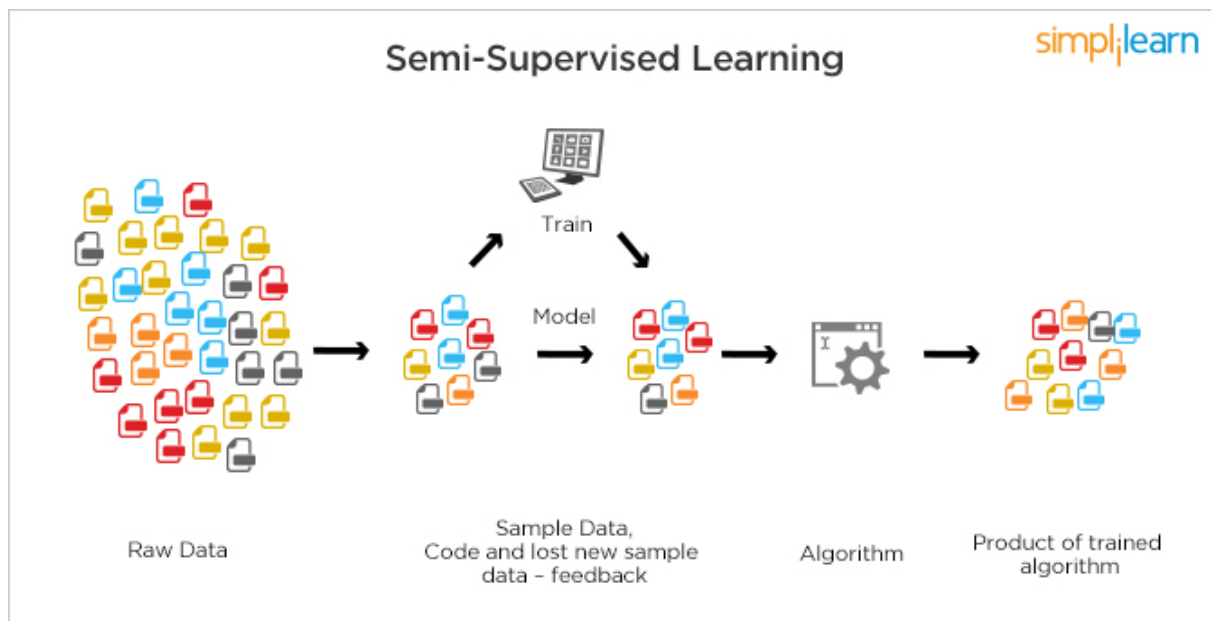 simplilearn
Semi-Supervised Learning
Train
Model
Raw Data
Sample Data,
Code and lost new sample
data – feedback
Algorithm
Product of trained
algorithm